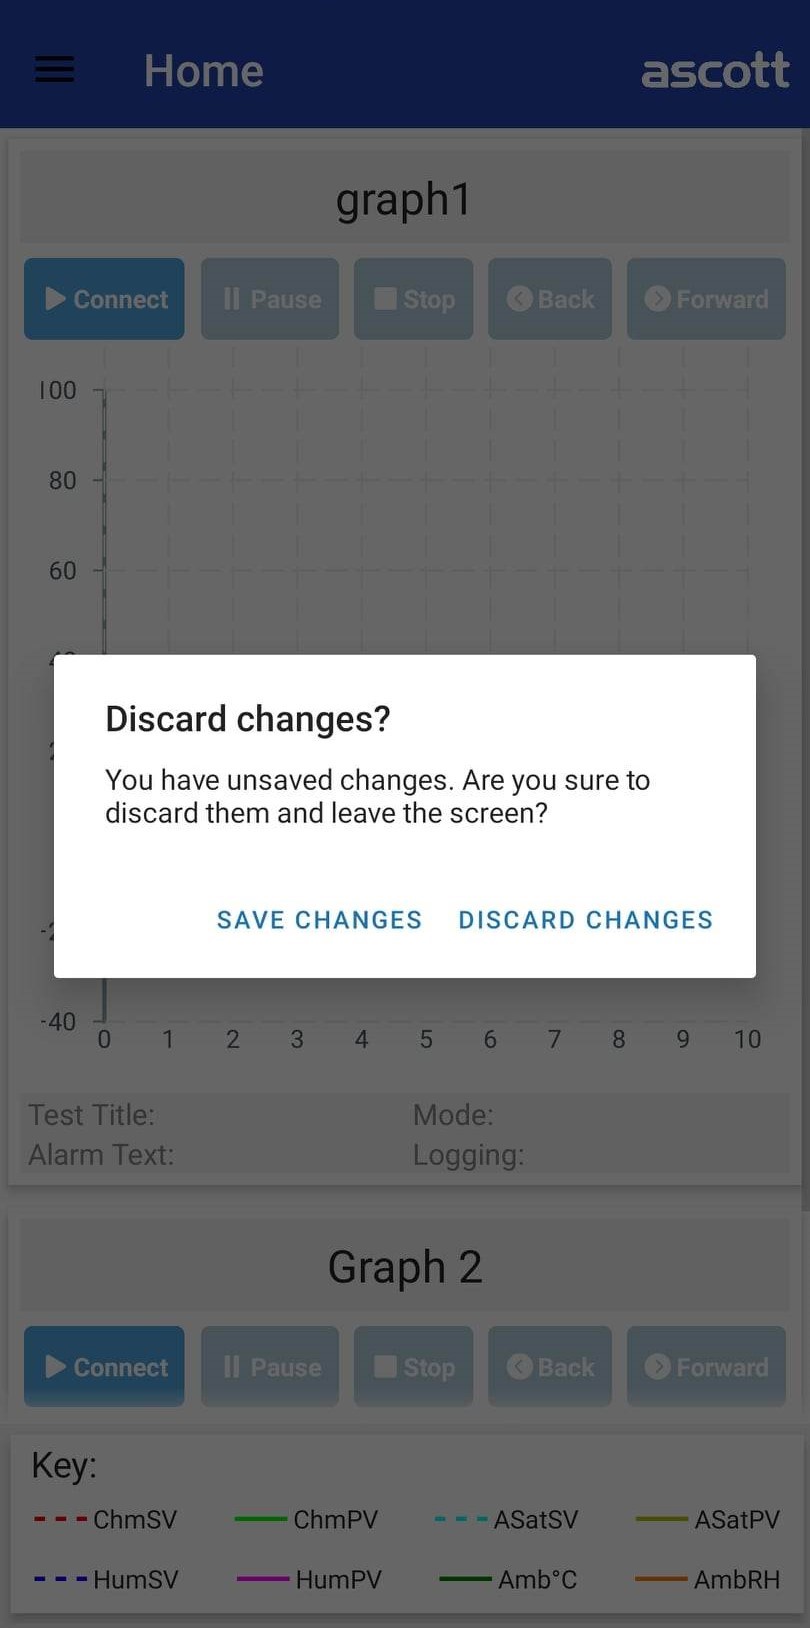 Home
ascott
graph1
Connect
Pause
Stop
Back
Forward
100
80
60
Discard changes?
You have unsaved changes. Are you sure to
discard them and leave the screen?
SAVE CHANGES
DISCARD CHANGES
-40
0 1 2 3 4 5 6 7 8 9 10
Test Title:
Mode:
Alarm Text:
Logging:
Graph 2
Connect
Pause
Stop
Back
Forward
Key:
ChmSV
ChmPV
ASatSV
ASatPV
HumSV
HumPV
Amb°C
AmbRH